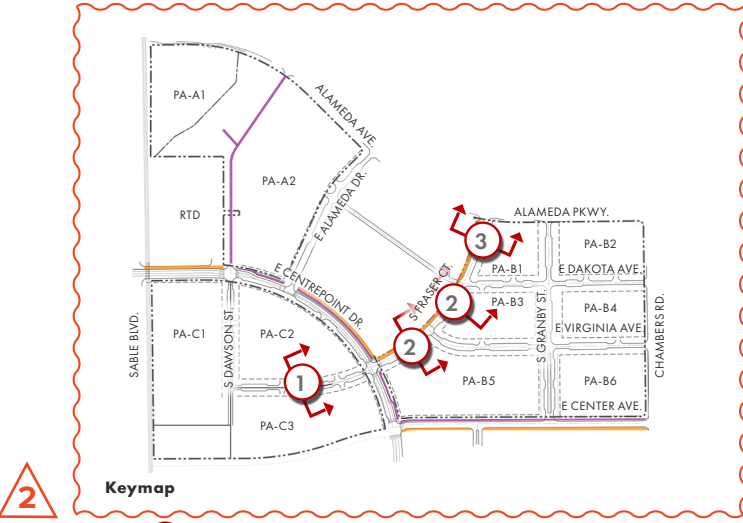 ALAMEDA AVE.
PA-A1
PA-A2
E ALAMEDA DR.
RTD
ALAMEDA PKWY.
3
PA-B2
PA-B1
E DAKOTA AVE.
S FRASER CT.
2
PA-B3
E CENTREPOINT DR.
S GRANBY ST.
PA-B4
E VIRGINIA AVE.
CHAMBERS RD.
SABLE BLVD.
PA-C1
S DAWSON ST.
PA-C2
2
1
PA-B5
PA-B6
E CENTER AVE.
PA-C3
Keymap
2